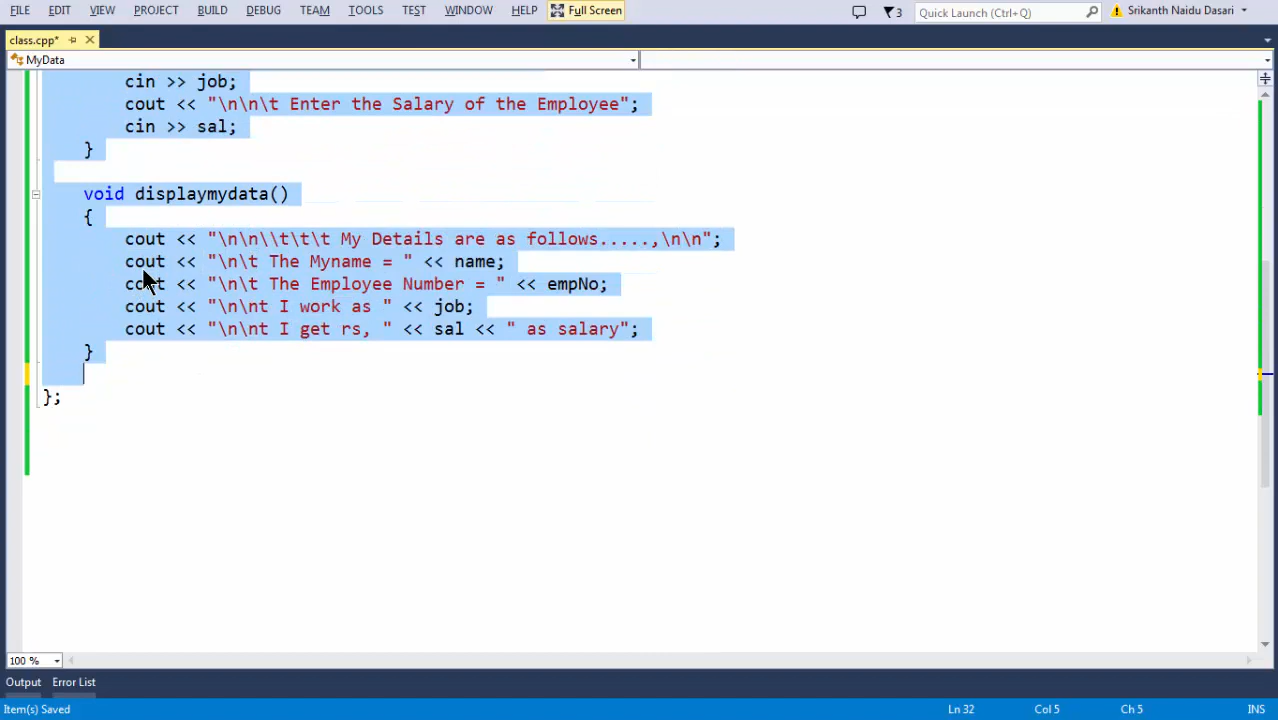 FILE EDIT VIEW PROJECT BUILD DEBUG TEAM TOOLS TEST WINDOW HELP Full Screen 3 Quick Launch (Ctrl+Q) Srikanth Naidu Dasari
class.cpp*
MyData
cin >> job;
cout << "\n\n\t Enter the Salary of the Employee";
cin >> sal;
}
void displaymydata()
{
cout << "\n\n\\t\t\t My Details are as follows.....,\n\n";
cout << "\n\t The Myname = " << name;
cout << "\n\t The Employee Number = " << empNo;
cout << "\n\nt I work as " << job;
cout << "\n\nt I get rs, " << sal << " as salary";
}
};
100 %
Output Error List
Item(s) Saved Ln 32 Col 5 Ch 5 INS